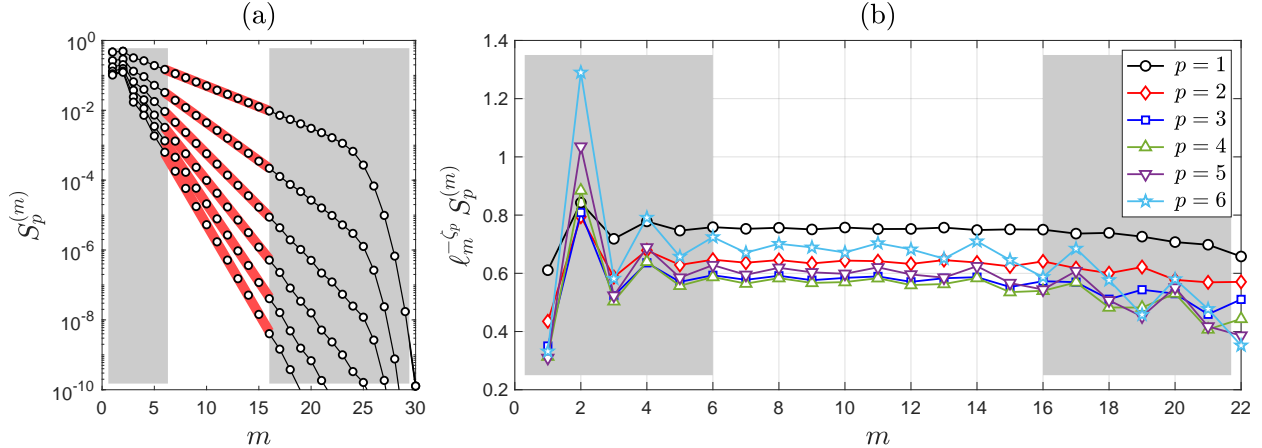 (a)
10^0
10^{-2}
10^{-4}
10^{-6}
10^{-8}
10^{-10}
0 5 10 15 20 25 30
S_p^{(m)}
m
(b)
1.4
1.2
1
0.8
0.6
0.4
0.2
0 2 4 6 8 10 12 14 16 18 20 22
ℓ_m^{-ζ_p} S_p^{(m)}
m
p = 1
p = 2
p = 3
p = 4
p = 5
p = 6